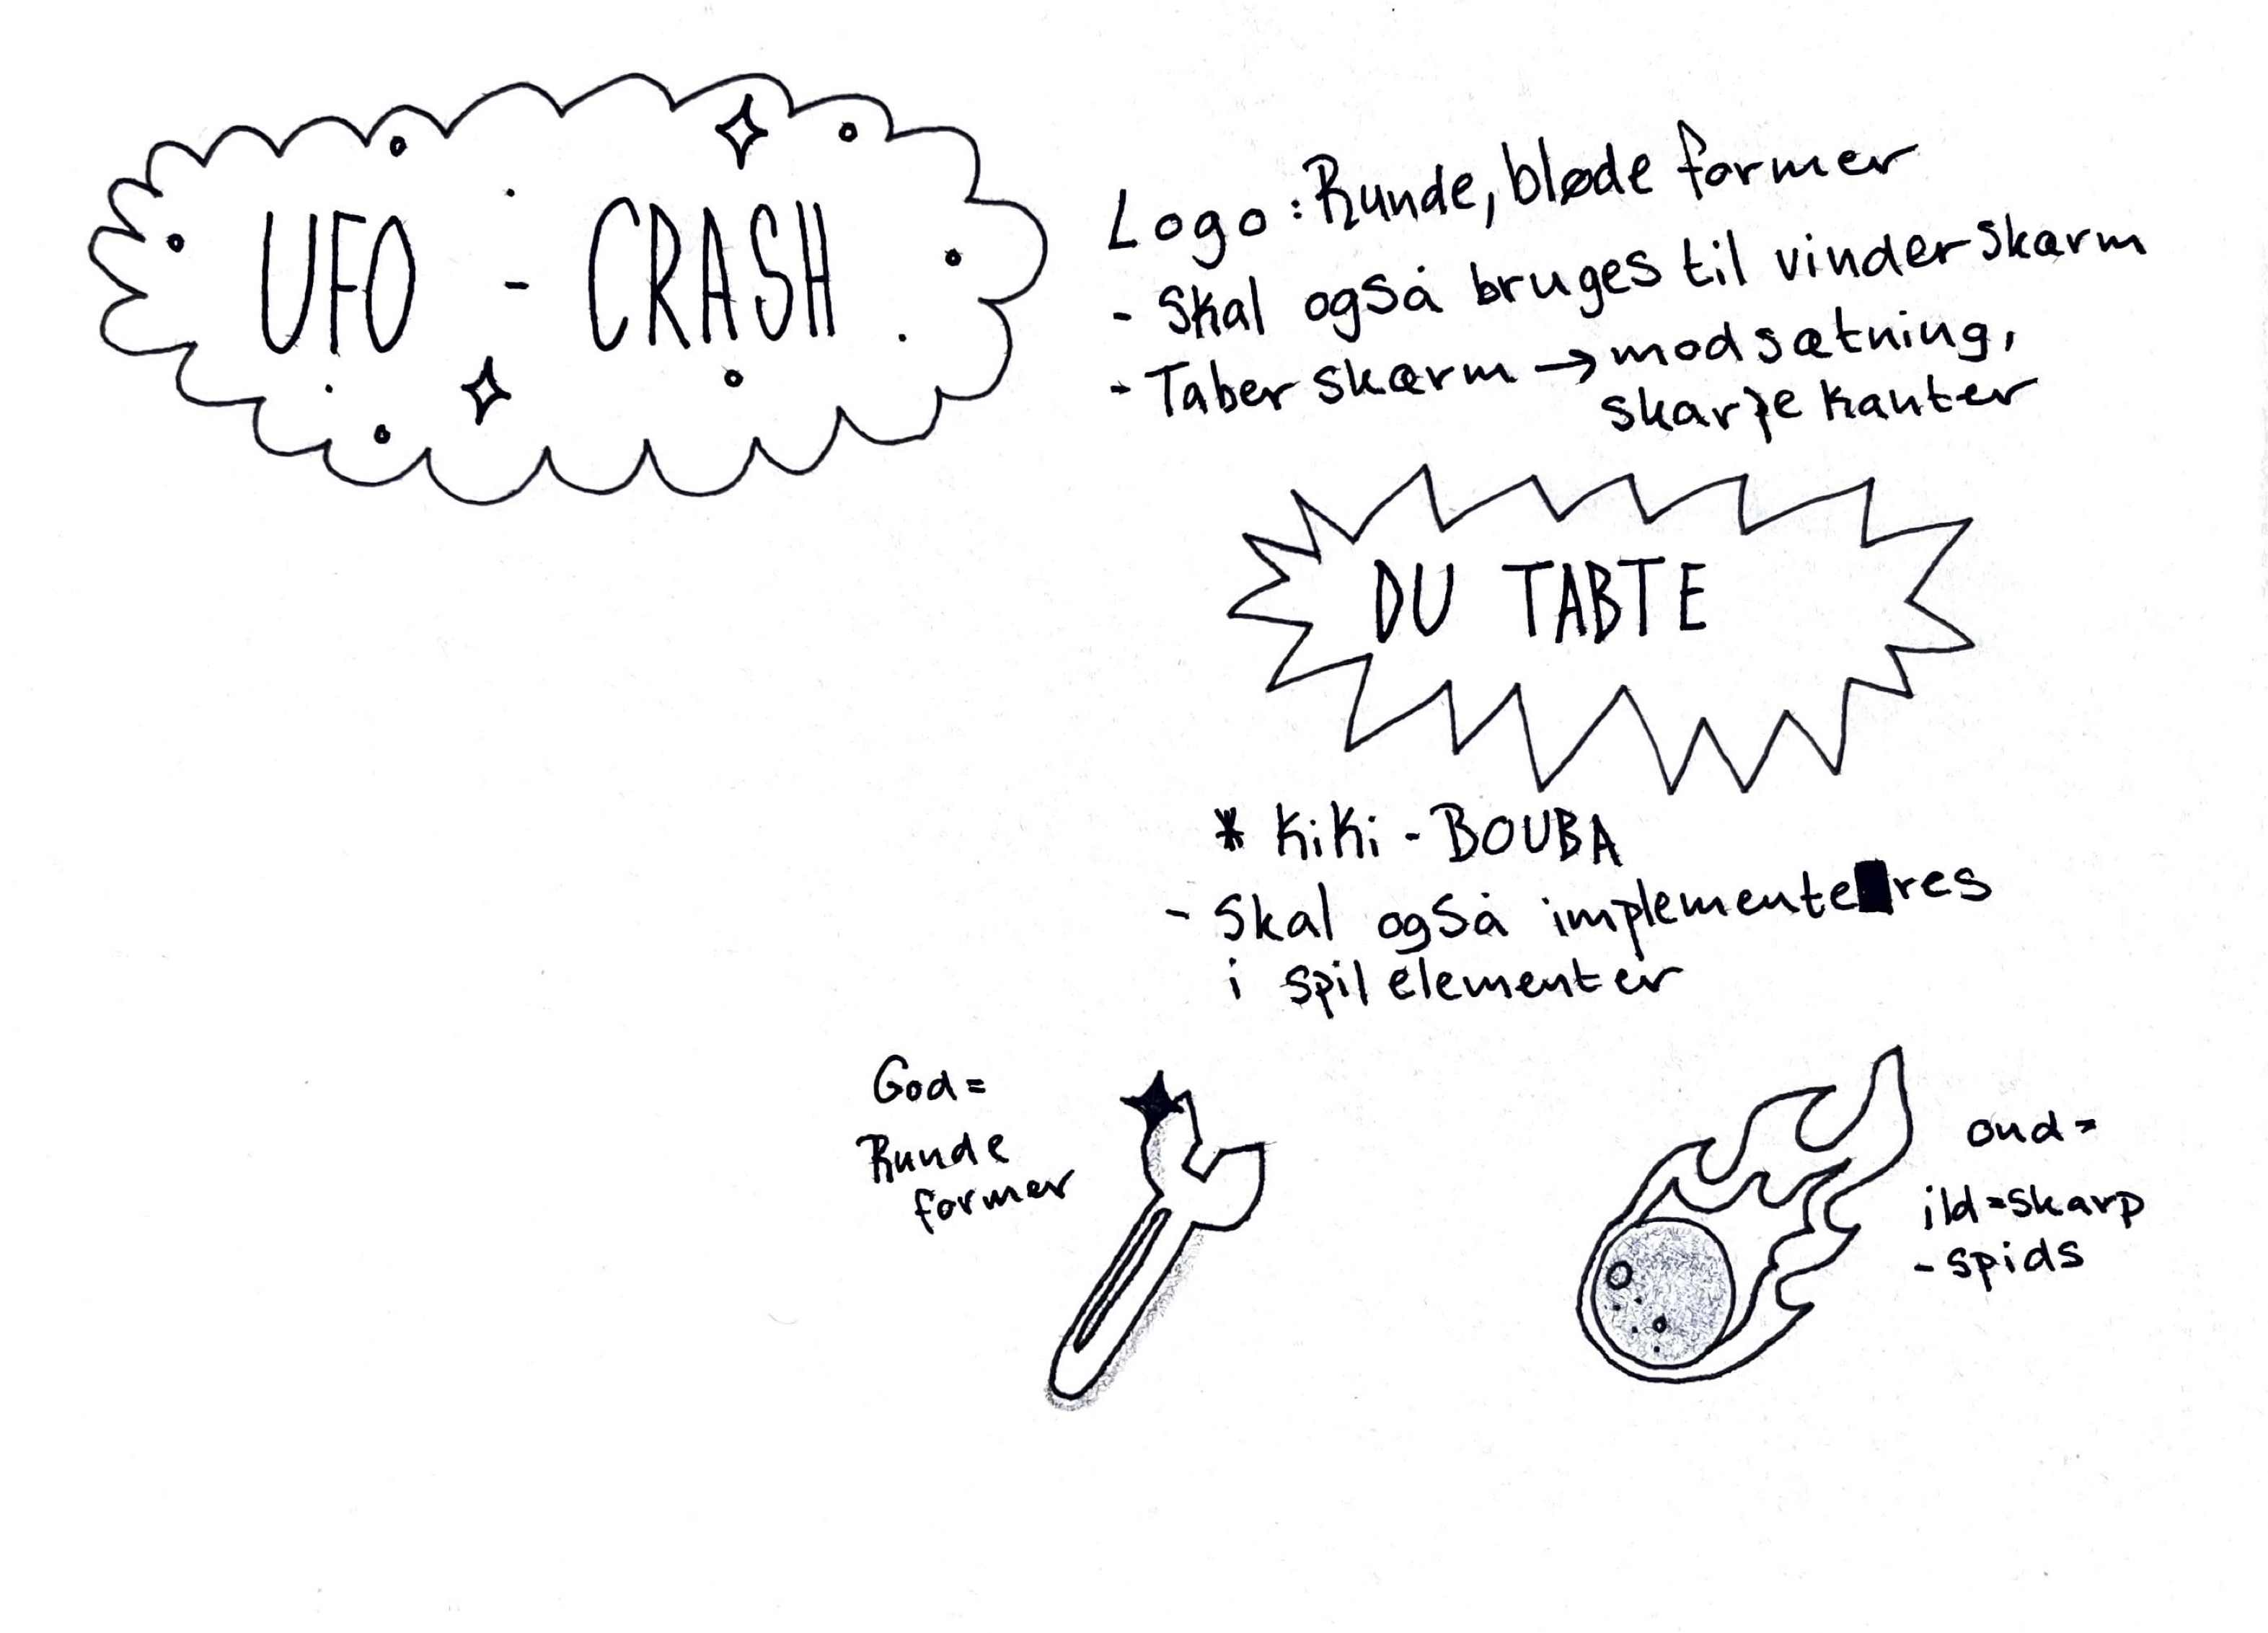 UFO - CRASH
Logo: Runde, bløde former
- Skal også bruges til vinderskærm
- Taber skærm → modsætning,
skarpe kanter
DU TABTE
* KiKi - BOUBA
- Skal også implementeres
i spil elementer
God=
Runde
former
ond=
ild=skarp
- spids